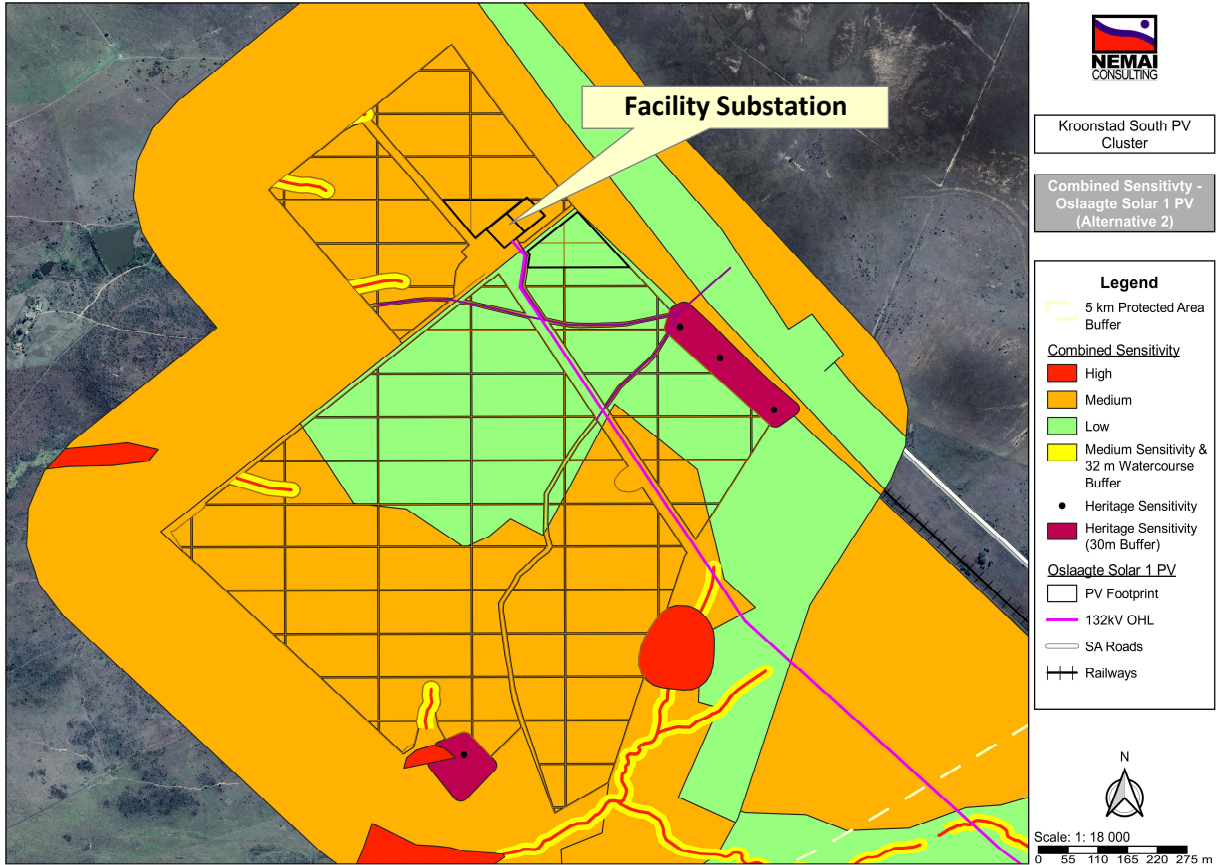 Facility Substation
NEMAI
CONSULTING
Kroonstad South PV
Cluster
Combined Sensitivty -
Oslaagte Solar 1 PV
(Alternative 2)
Legend
5 km Protected Area
Buffer
Combined Sensitivity
High
Medium
Low
Medium Sensitivity &
32 m Watercourse
Buffer
Heritage Sensitivity
Heritage Sensitivity
(30m Buffer)
Oslaagte Solar 1 PV
PV Footprint
132kV OHL
SA Roads
Railways
N
Scale: 1: 18 000
0 55 110 165 220 275 m